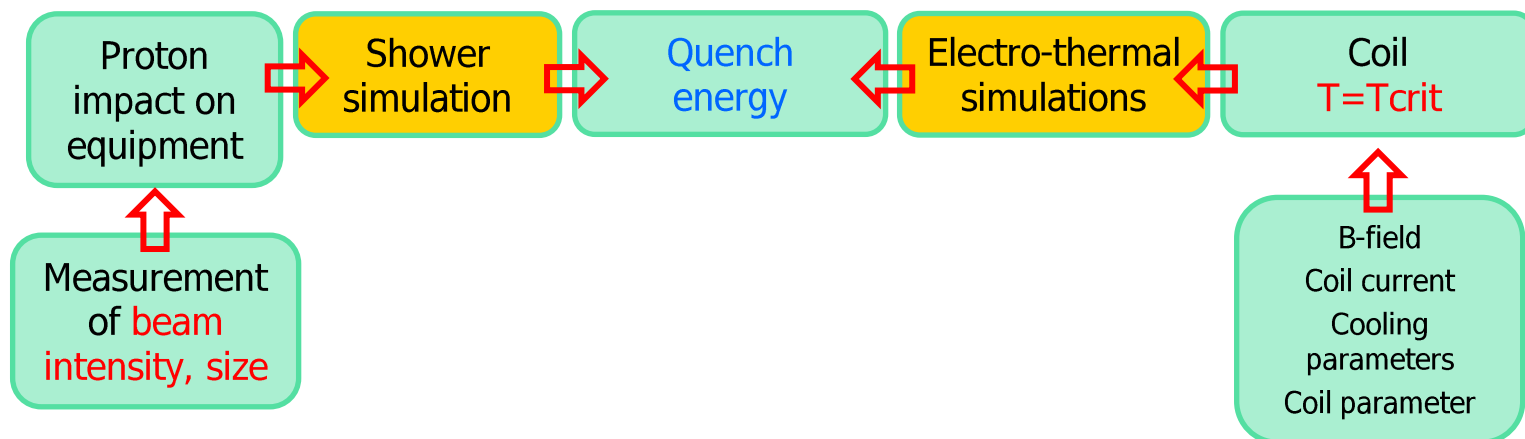 Proton
impact on
equipment
Shower
simulation
Quench
energy
Electro-thermal
simulations
Coil
T=Tcrit
Measurement
of beam
intensity, size
B-field
Coil current
Cooling
parameters
Coil parameter